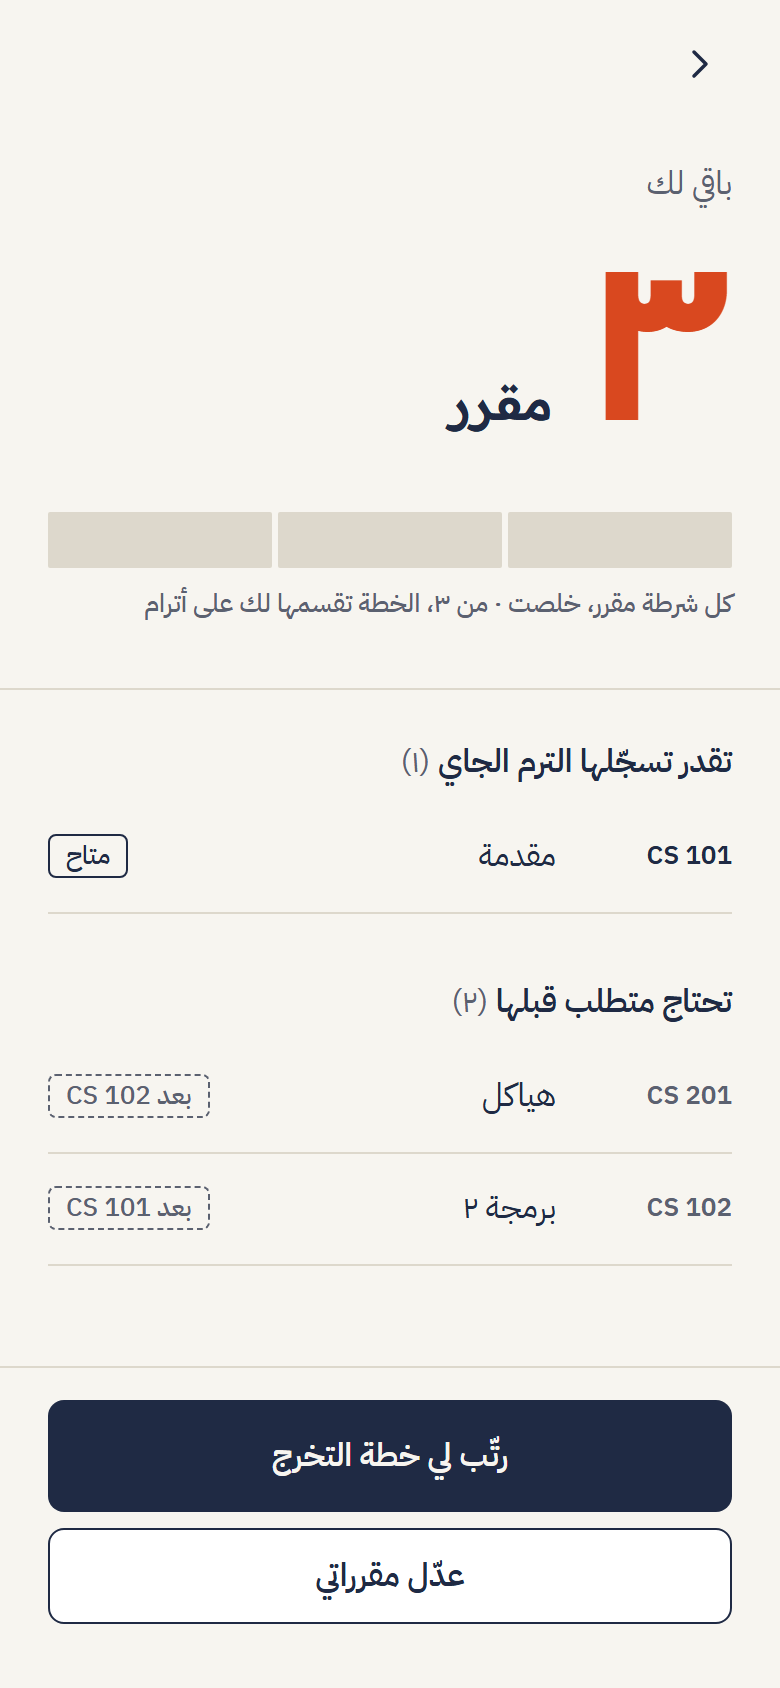 باقي لك
٣ مقرر
كل شرطة مقرر، خلصت · من ٣، الخطة تقسمها لك على أترام
تقدر تسجّلها الترم الجاي (١)
CS 101 مقدمة متاح
تحتاج متطلب قبلها (٢)
CS 201 هياكل بعد CS 102
CS 102 برمجة ٢ بعد CS 101
رتّب لي خطة التخرج
عدّل مقرراتي